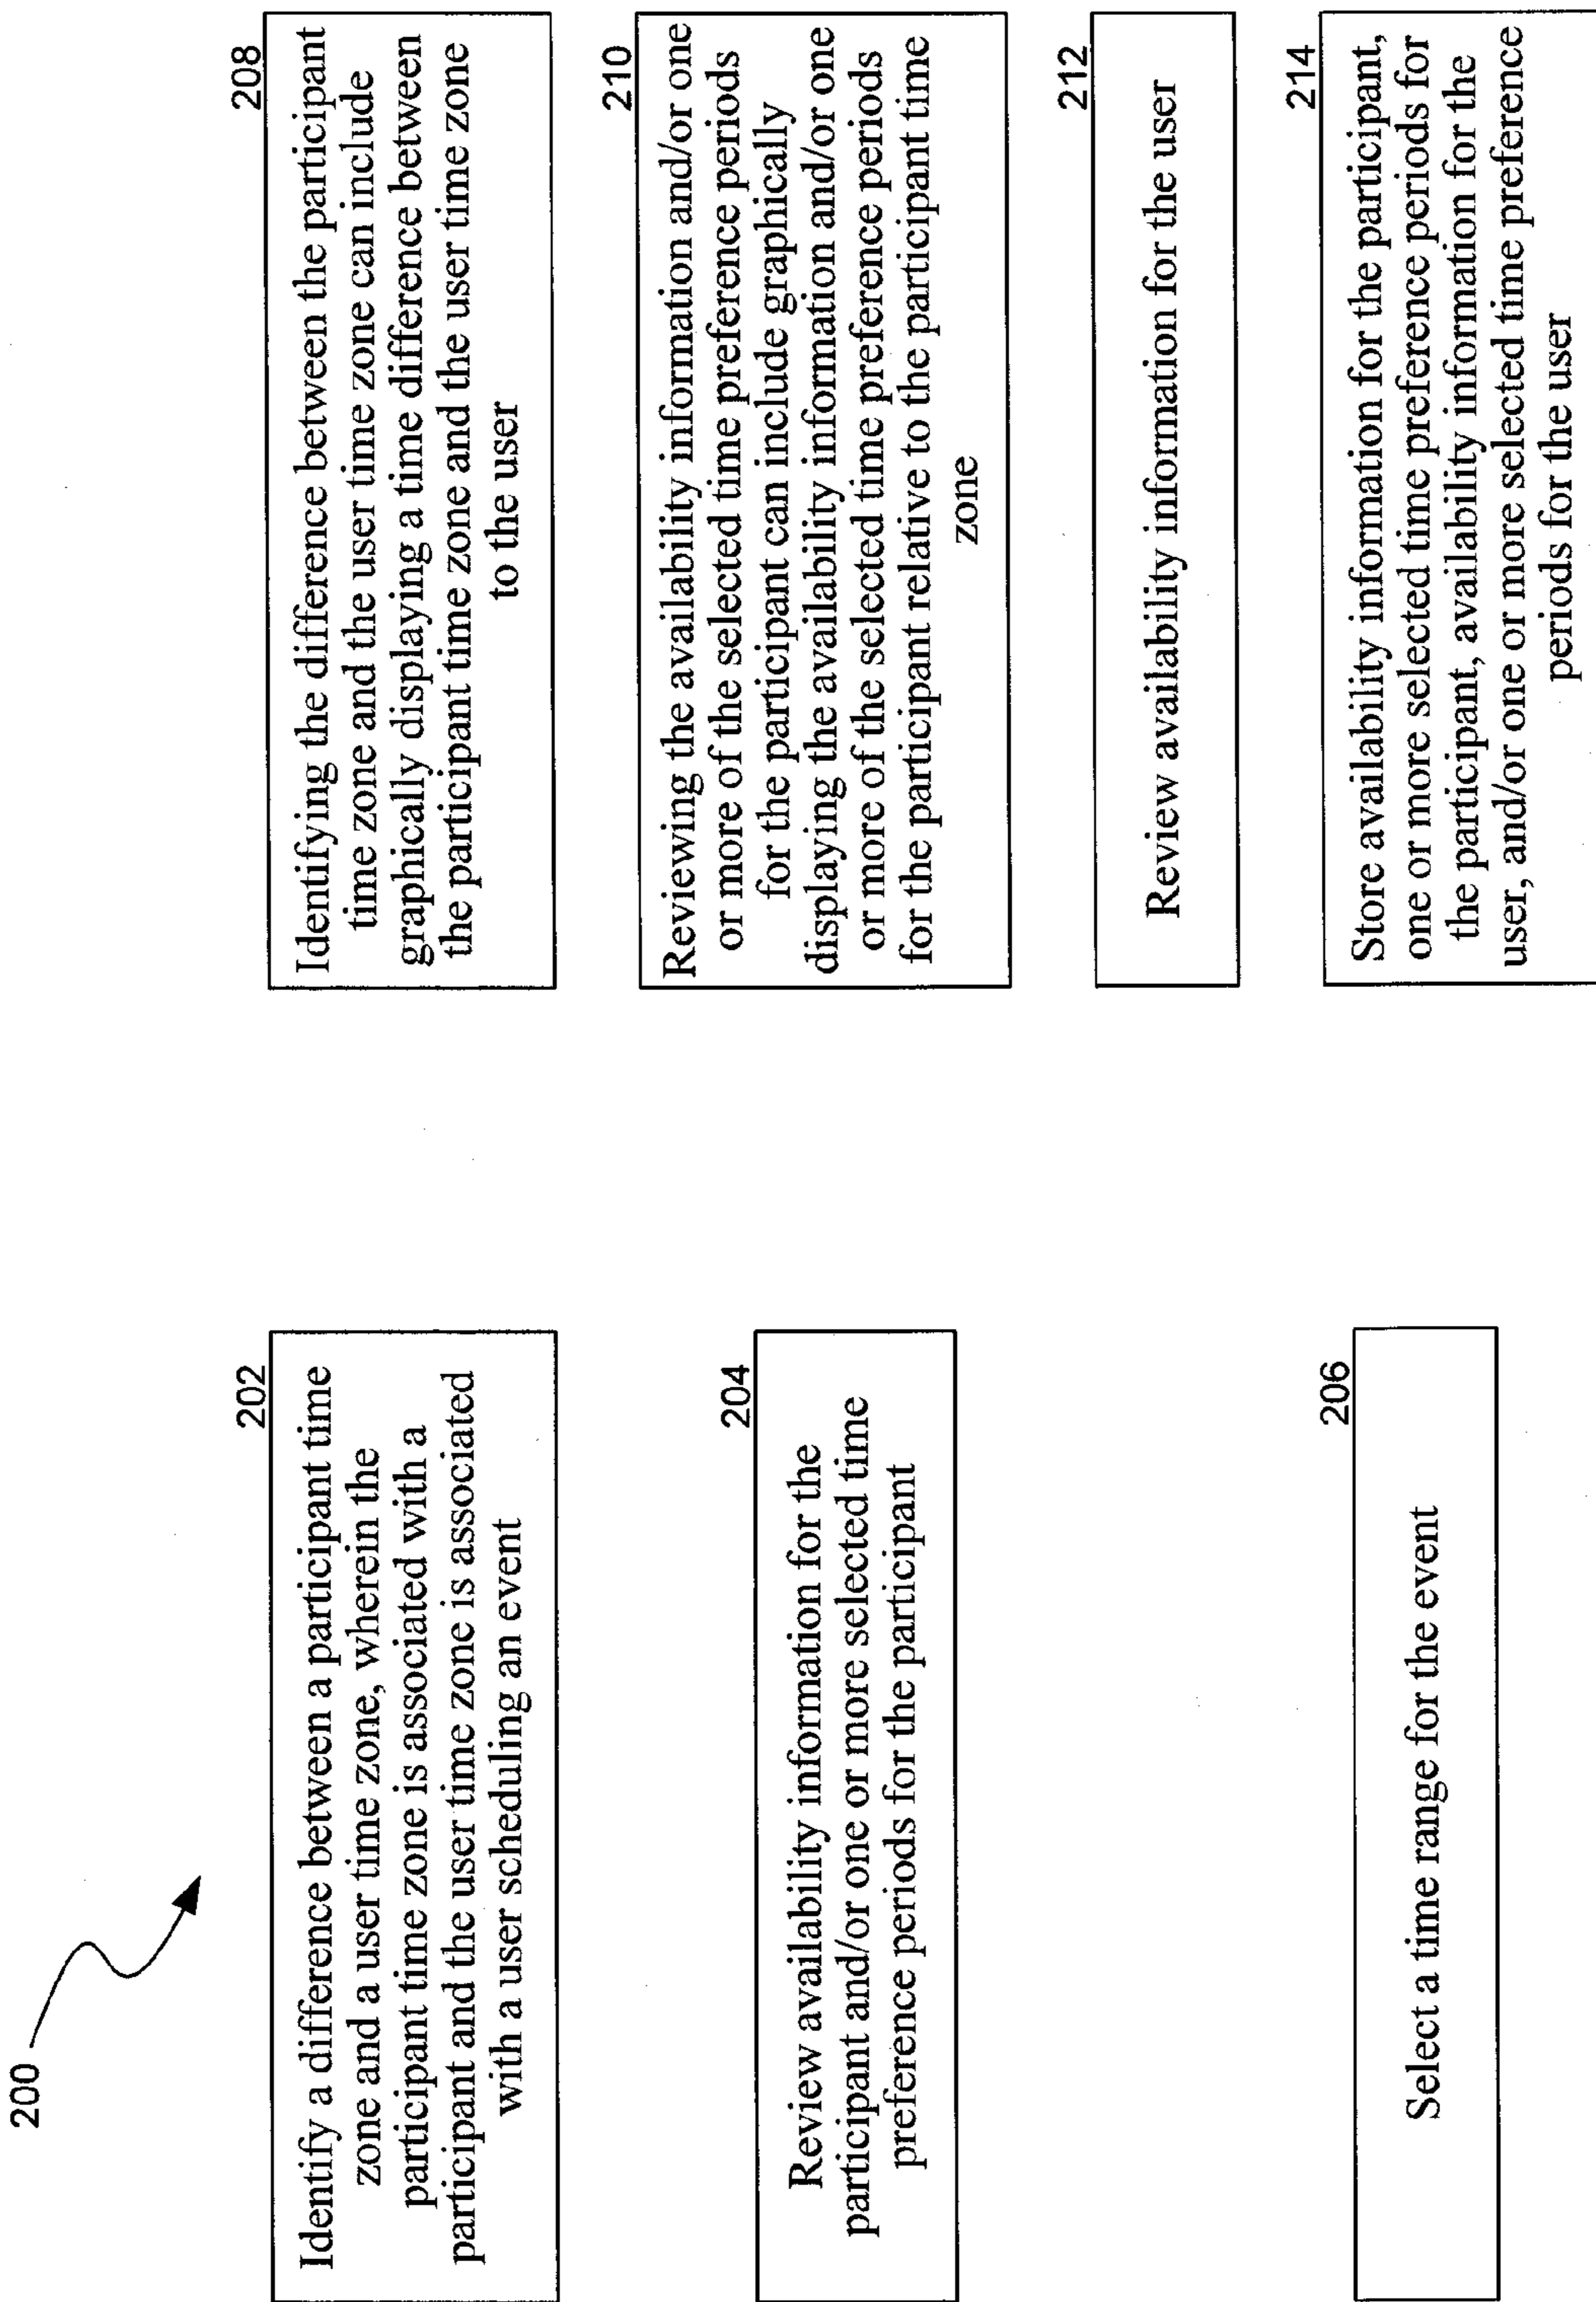 200
202
Identify a difference between a participant time
zone and a user time zone, wherein the
participant time zone is associated with a
participant and the user time zone is associated
with a user scheduling an event
204
Review availability information for the
participant and/or one or more selected time
preference periods for the participant
206
Select a time range for the event
208
Identifying the difference between the participant
time zone and the user time zone can include
graphically displaying a time difference between
the participant time zone and the user time zone
to the user
210
Reviewing the availability information and/or one
or more of the selected time preference periods
for the participant can include graphically
displaying the availability information and/or one
or more of the selected time preference periods
for the participant relative to the participant time
zone
212
Review availability information for the user
214
Store availability information for the participant,
one or more selected time preference periods for
the participant, availability information for the
user, and/or one or more selected time preference
periods for the user